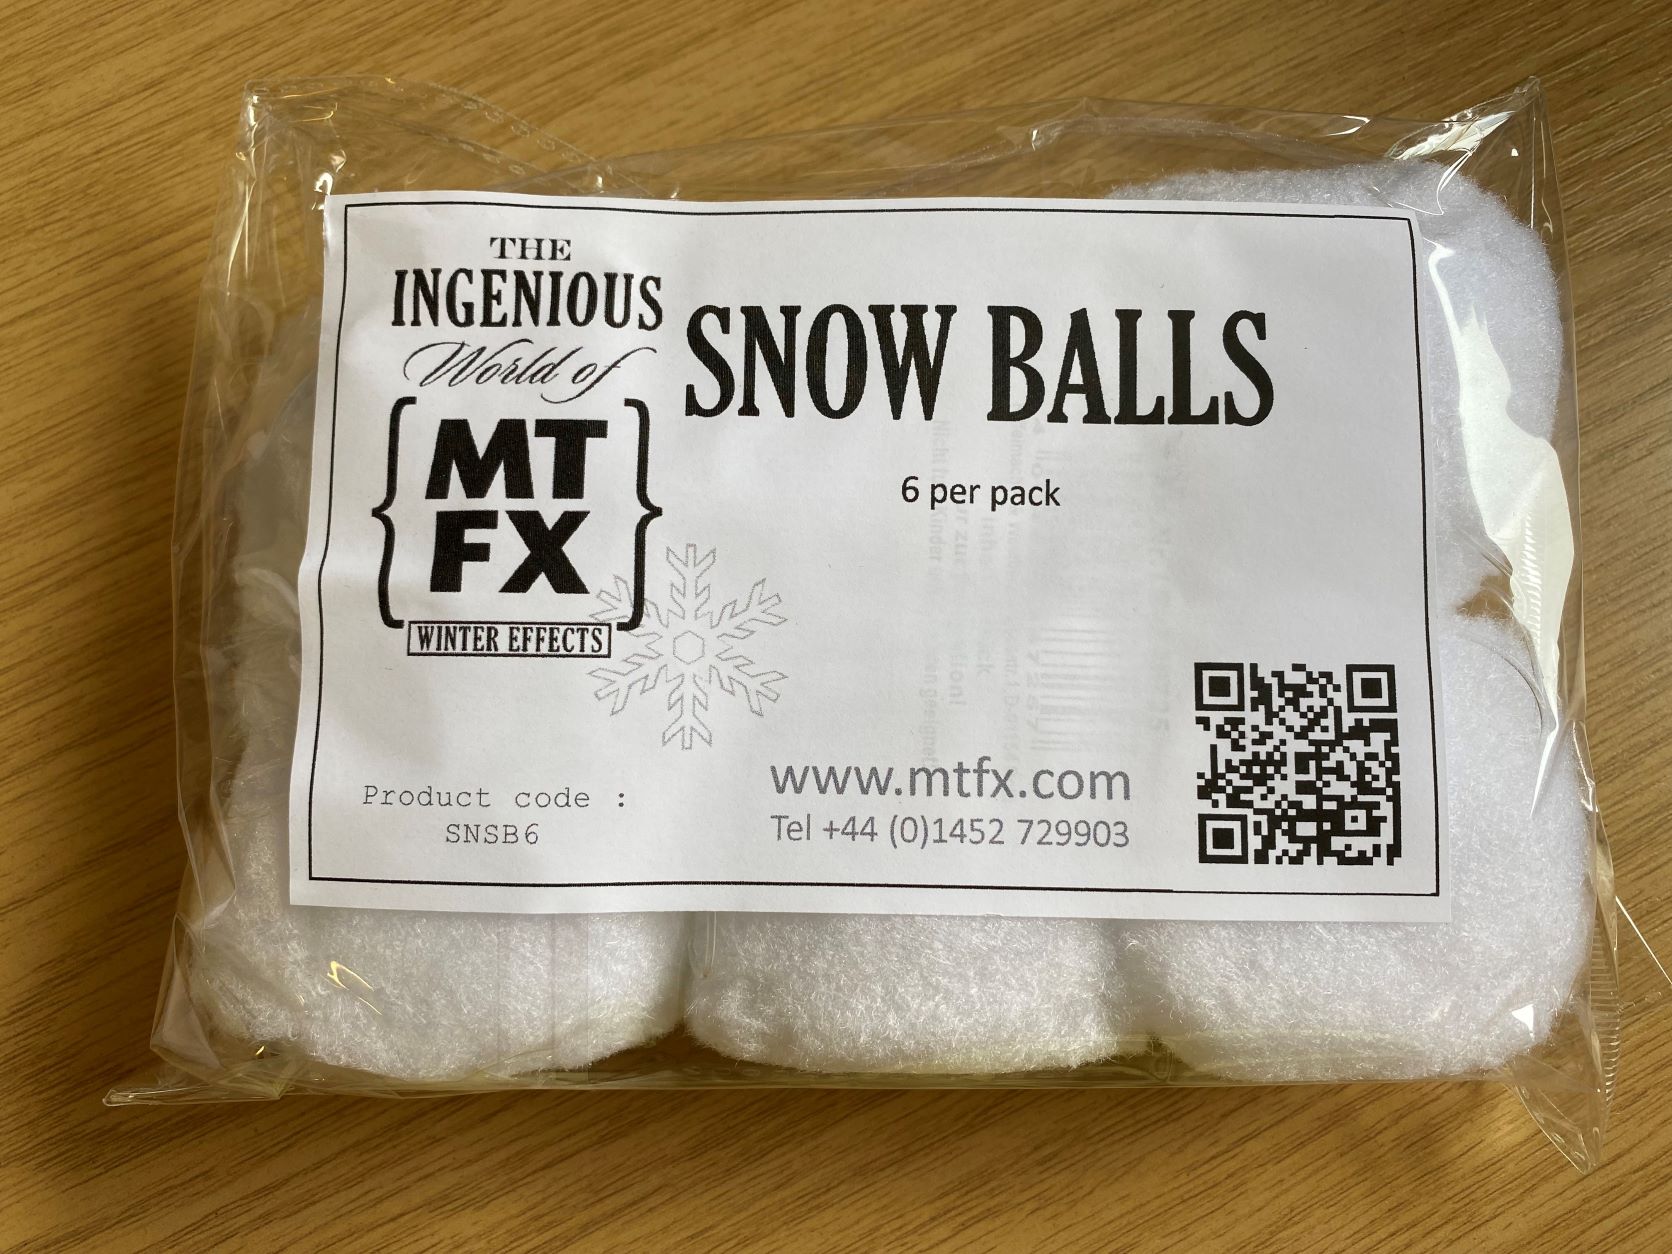 THE
INGENIOUS
World of
MT
FX
WINTER EFFECTS
SNOW BALLS
6 per pack
Product code :
SNSB6
www.mtfx.com
Tel +44 (0)1452 729903